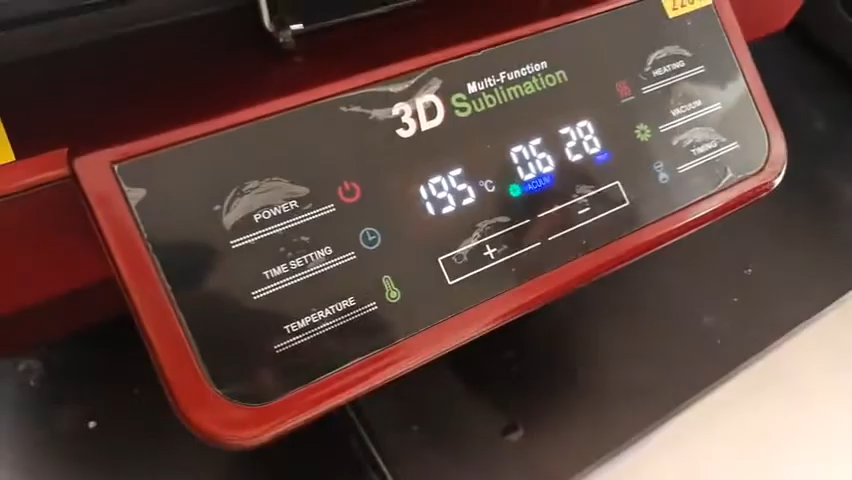 Multi-Function
3D Sublimation
POWER
TIME SETTING
TEMPERATURE
195 °C
06 28
VACUUM
+
−
HEATING
VACUUM
TIMING